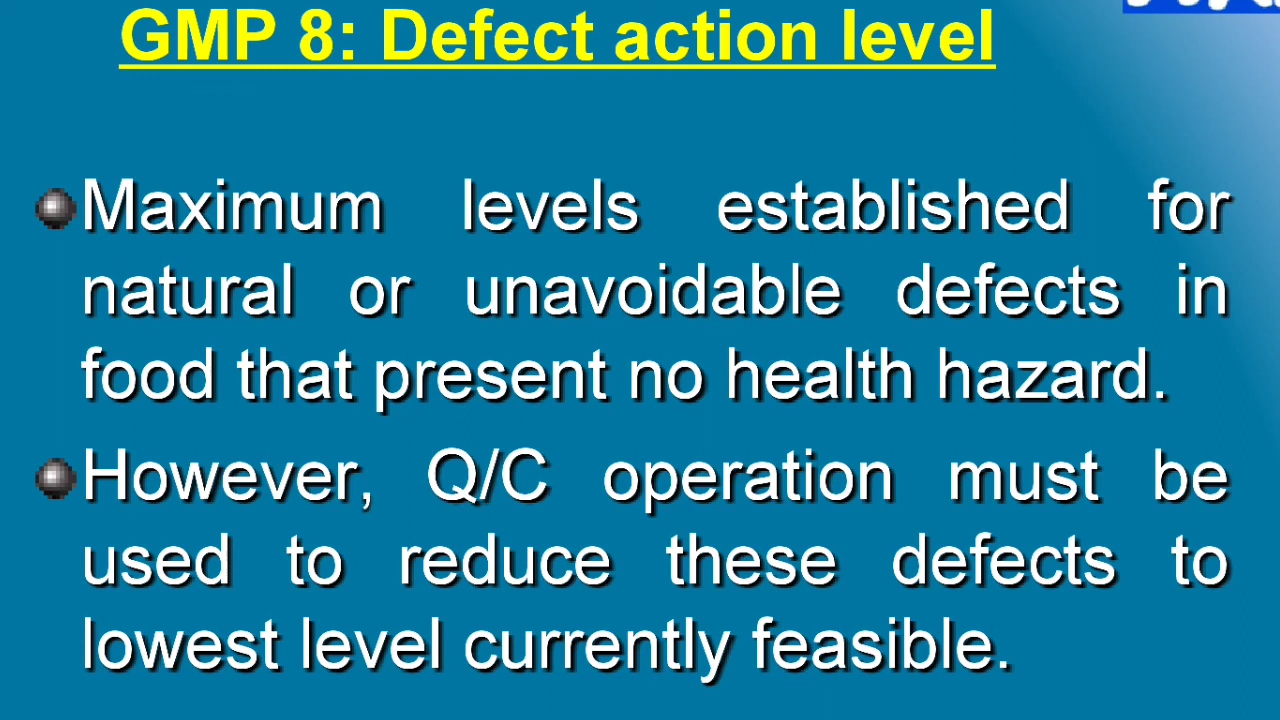 GMP 8: Defect action level
Maximum levels established for
natural or unavoidable defects in
food that present no health hazard.
However, Q/C operation must be
used to reduce these defects to
lowest level currently feasible.